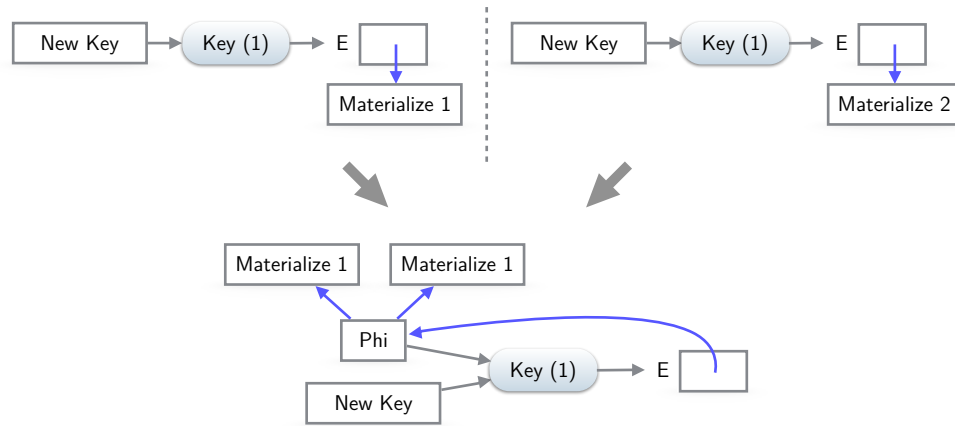 New Key
Key (1)
E
Materialize 1
New Key
Key (1)
E
Materialize 2
Materialize 1
Materialize 1
Phi
Key (1)
E
New Key